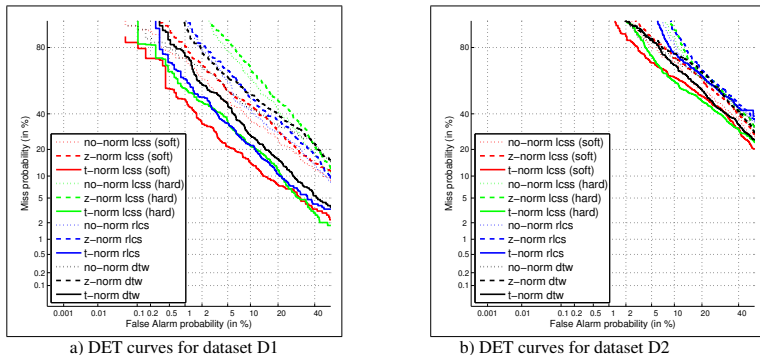 80
40
20
10
5
2
1
0.5
0.2
0.1
Miss probability (in %)
no−norm lcss (soft)
z−norm lcss (soft)
t−norm lcss (soft)
no−norm lcss (hard)
z−norm lcss (hard)
t−norm lcss (hard)
no−norm rlcs
z−norm rlcs
t−norm rlcs
no−norm dtw
z−norm dtw
t−norm dtw
0.001 0.01 0.1 0.2 0.5 1 2 5 10 20 40
False Alarm probability (in %)
a) DET curves for dataset D1
80
40
20
10
5
2
1
0.5
0.2
0.1
Miss probability (in %)
no−norm lcss (soft)
z−norm lcss (soft)
t−norm lcss (soft)
no−norm lcss (hard)
z−norm lcss (hard)
t−norm lcss (hard)
no−norm rlcs
z−norm rlcs
t−norm rlcs
no−norm dtw
z−norm dtw
t−norm dtw
0.001 0.01 0.1 0.2 0.5 1 2 5 10 20 40
False Alarm probability (in %)
b) DET curves for dataset D2